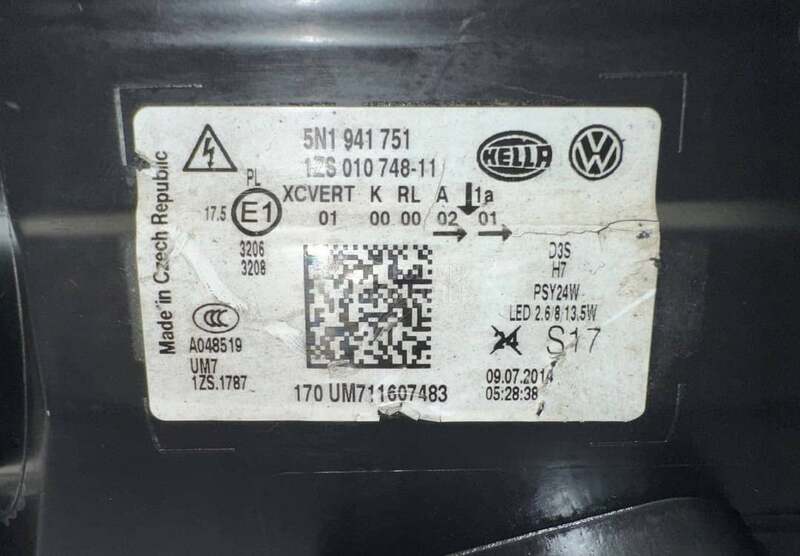 Made in Czech Republic
5N1 941 751
1ZS 010 748-11
HELLA
PL
XCVERT K RL A 1a
17.5 E1 01 00 00 02 01
3206
3208
CCC
A048519
UM7
1ZS.1787
D3S
H7
PSY24W
LED 2.6/8/13.5W
24 S17
170 UM711607483
09.07.2014
05:28:38